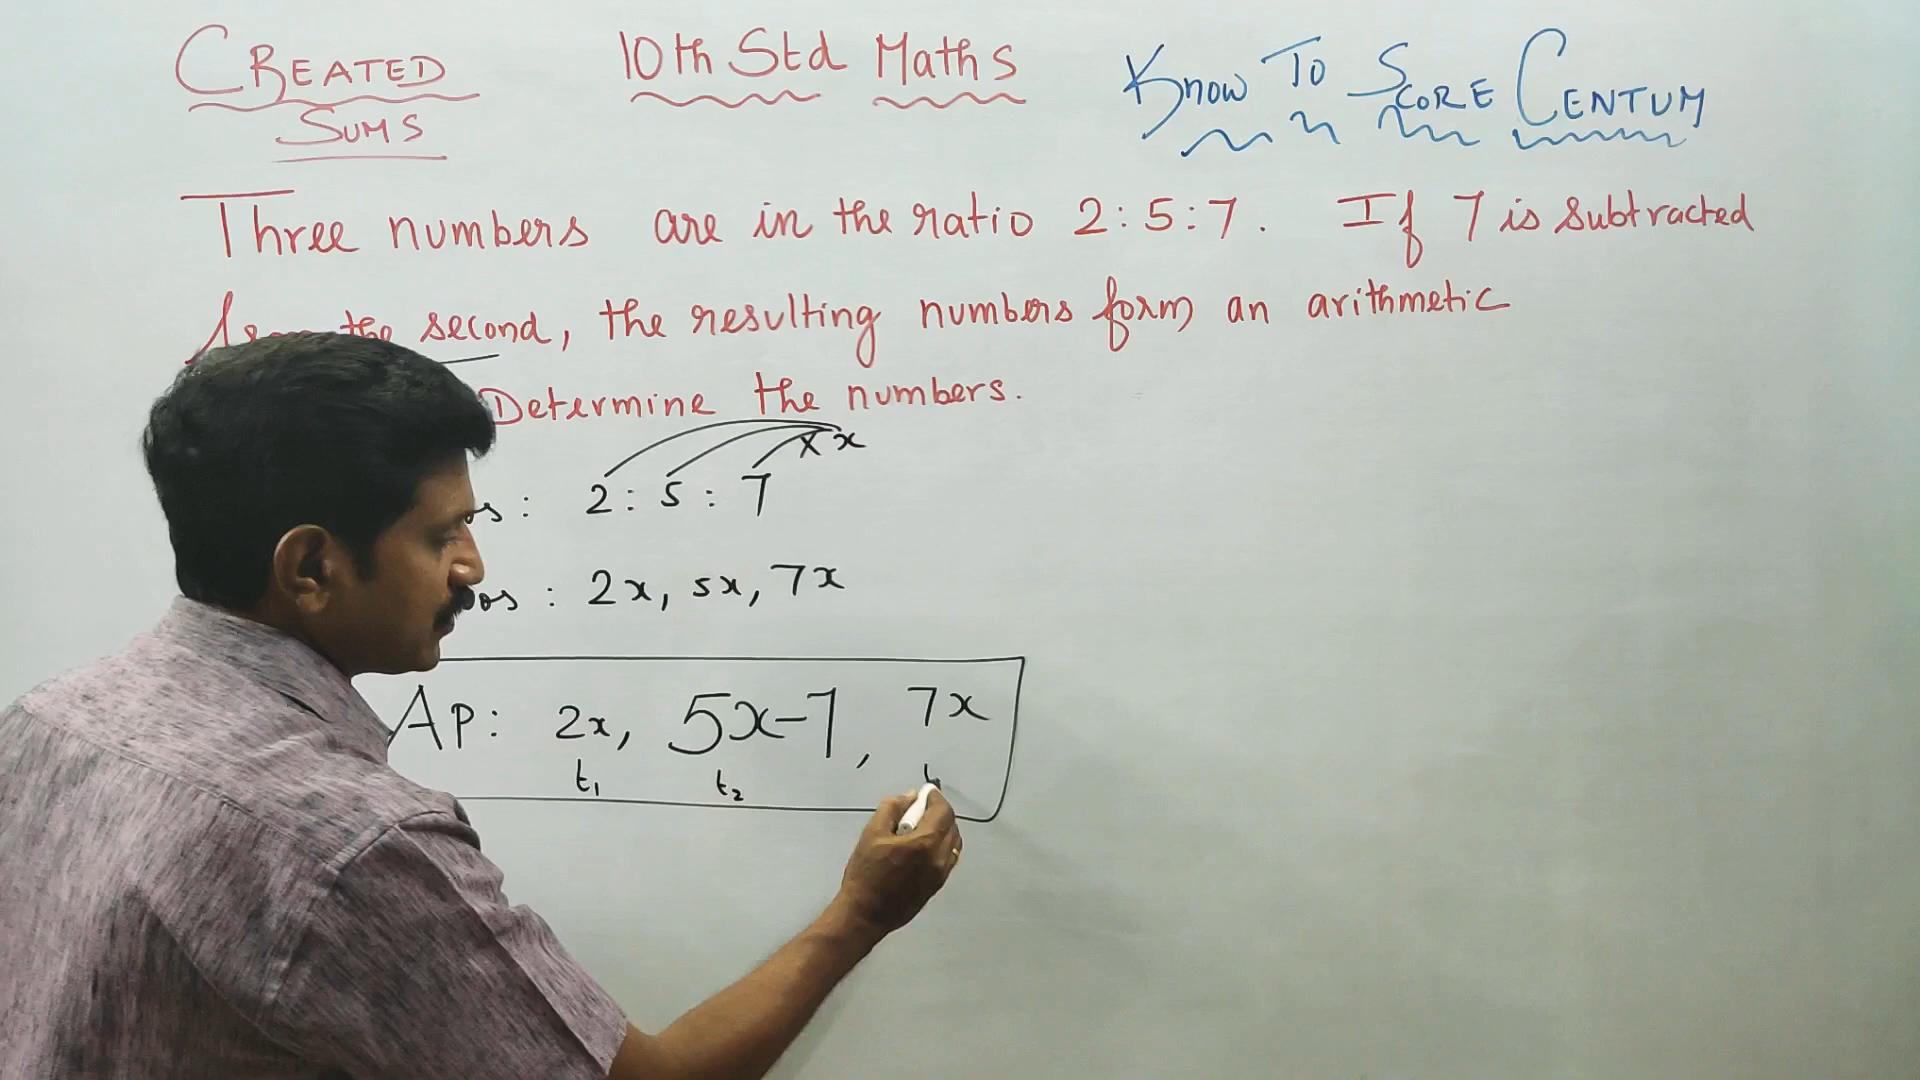 CREATED SUMS
10th Std Maths
Know To SCORE CENTUM
Three numbers are in the ratio 2:5:7. If 7 is subtracted
the second, the resulting numbers form an arithmetic
Determine the numbers.
× x
2 : 5 : 7
: 2x, 5x, 7x
AP: 2x, 5x-7, 7x
t1 t2